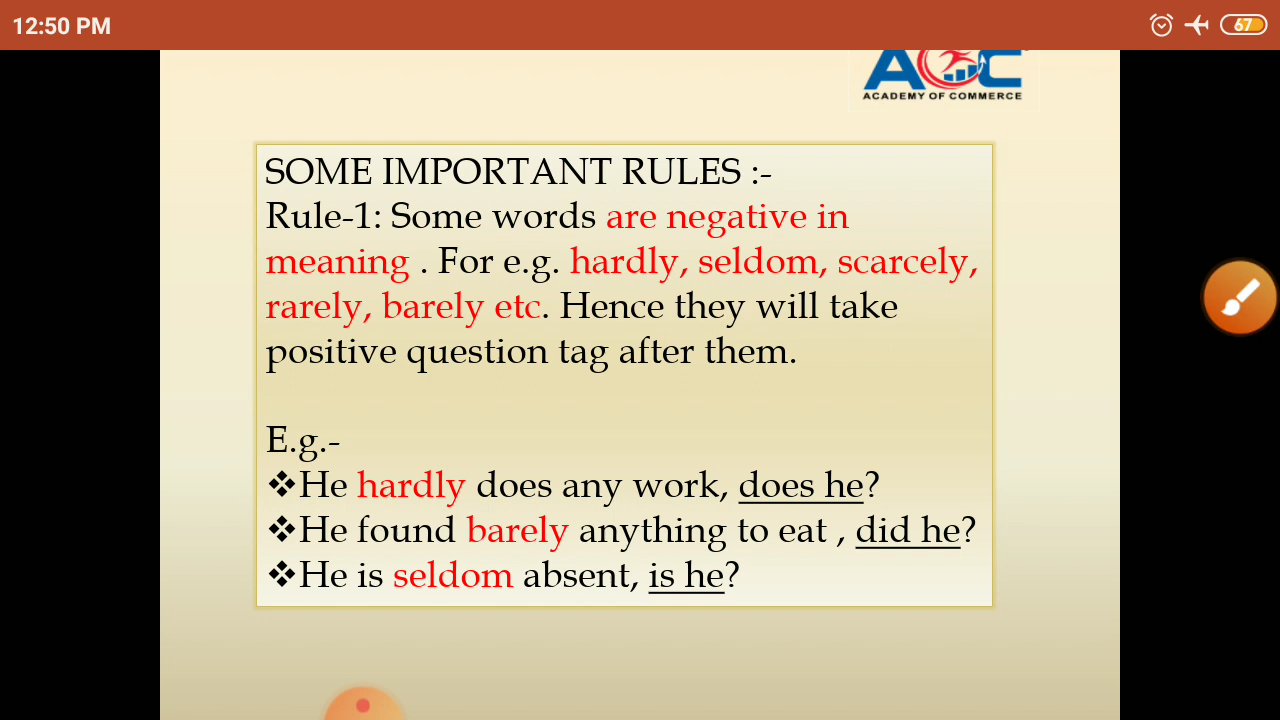 12:50 PM
67
AOC
ACADEMY OF COMMERCE
SOME IMPORTANT RULES :-
Rule-1: Some words are negative in
meaning . For e.g. hardly, seldom, scarcely,
rarely, barely etc. Hence they will take
positive question tag after them.
E.g.-
❖He hardly does any work, does he?
❖He found barely anything to eat , did he?
❖He is seldom absent, is he?